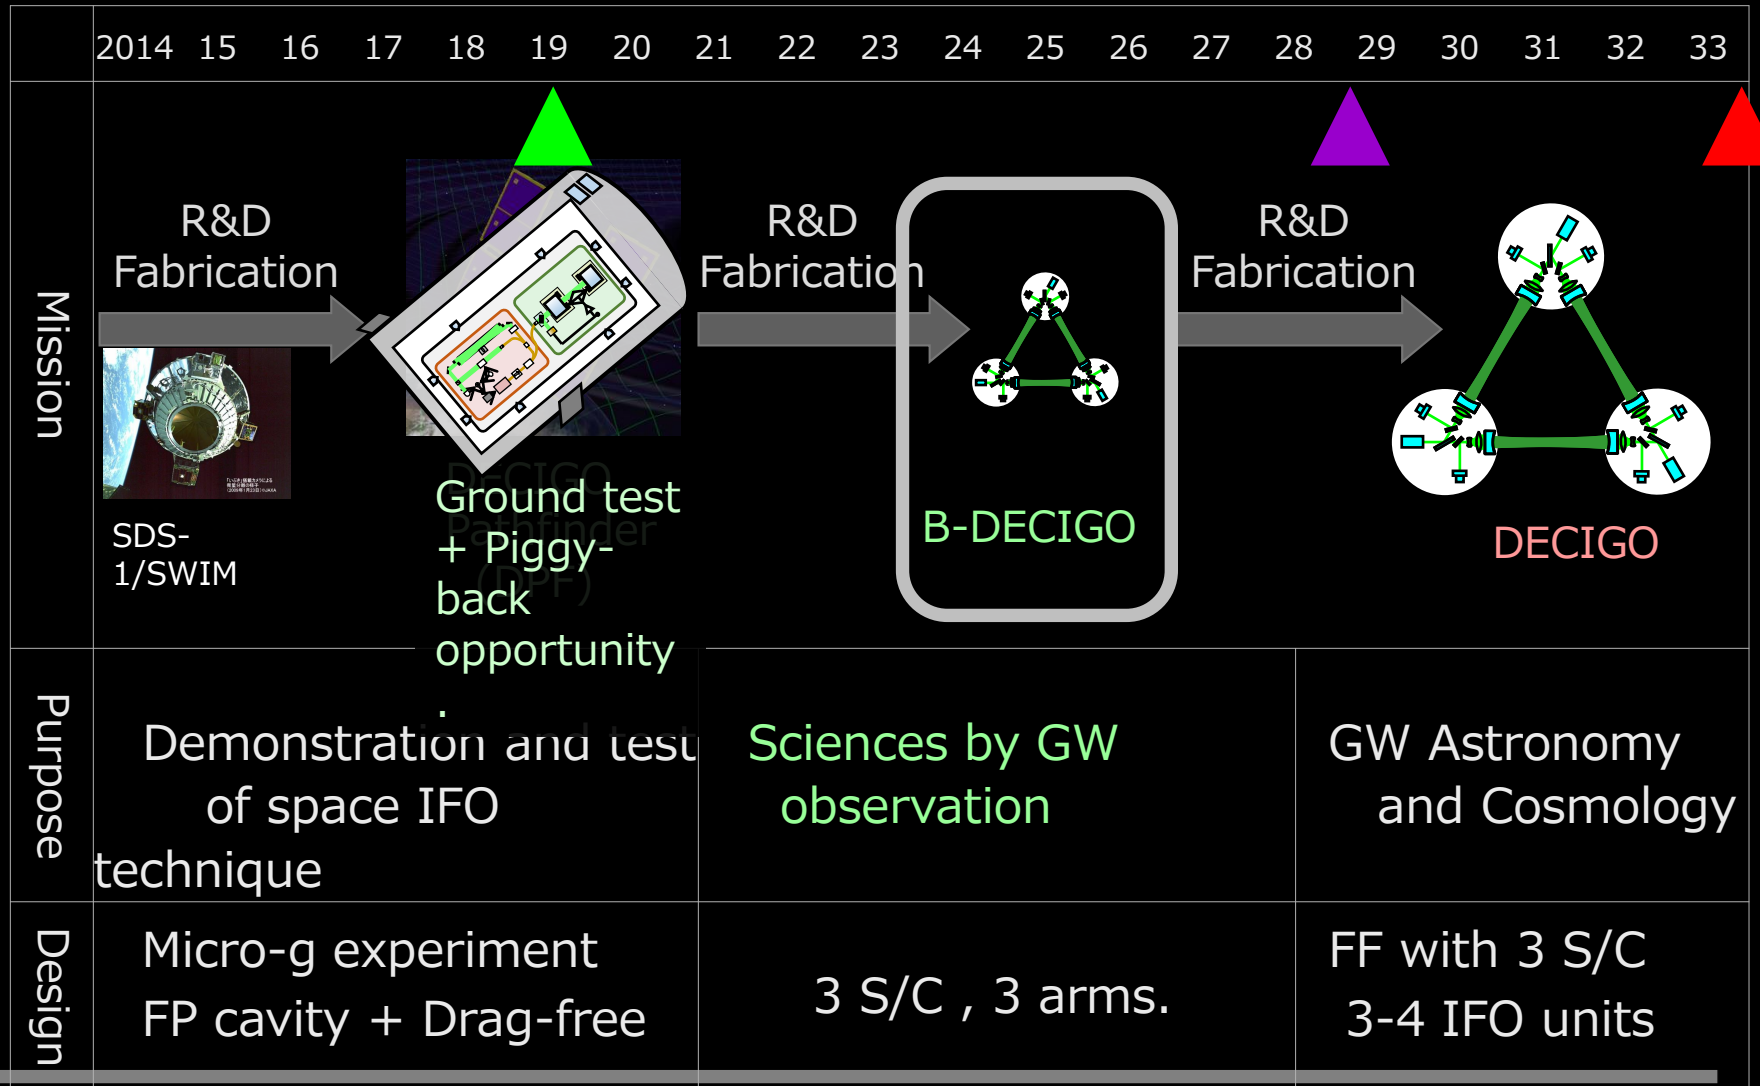 2014 15 16 17 18 19 20 21 22 23 24 25 26 27 28 29 30 31 32 33
Mission
R&D
Fabrication
R&D
Fabrication
R&D
Fabrication
SDS-
1/SWIM
DECIGO
Pathfinder
(DPF)
Ground test
+ Piggy-
back
opportunity
.
B-DECIGO
DECIGO
Purpose
Demonstration and test
of space IFO
technique
Sciences by GW
observation
GW Astronomy
and Cosmology
Design
Micro-g experiment
FP cavity + Drag-free
3 S/C , 3 arms.
FF with 3 S/C
3-4 IFO units